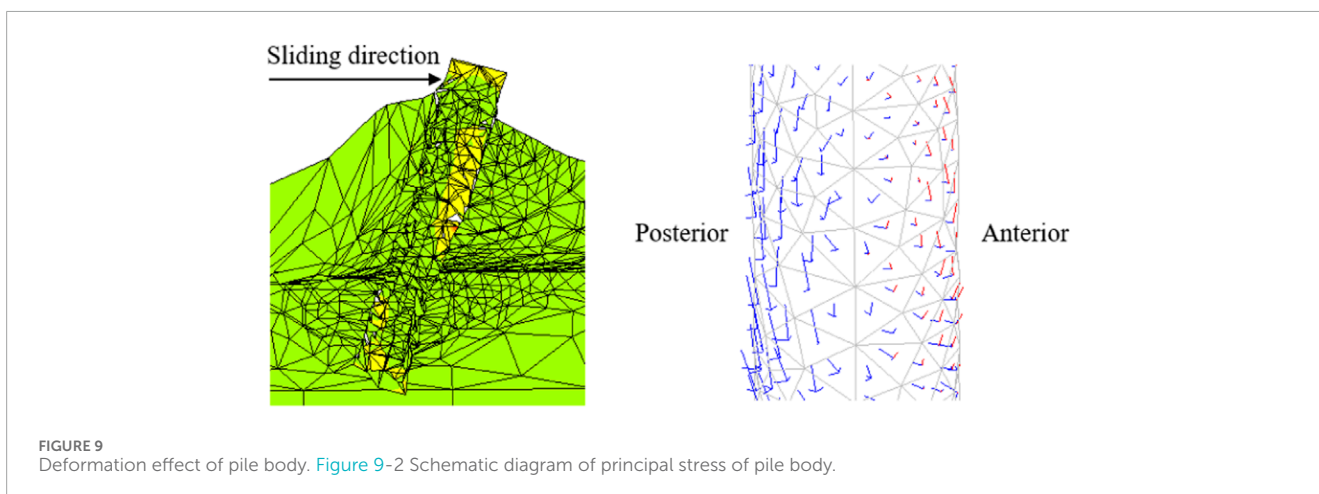 Sliding direction
Posterior
Anterior
FIGURE 9
Deformation effect of pile body. Figure 9-2 Schematic diagram of principal stress of pile body.